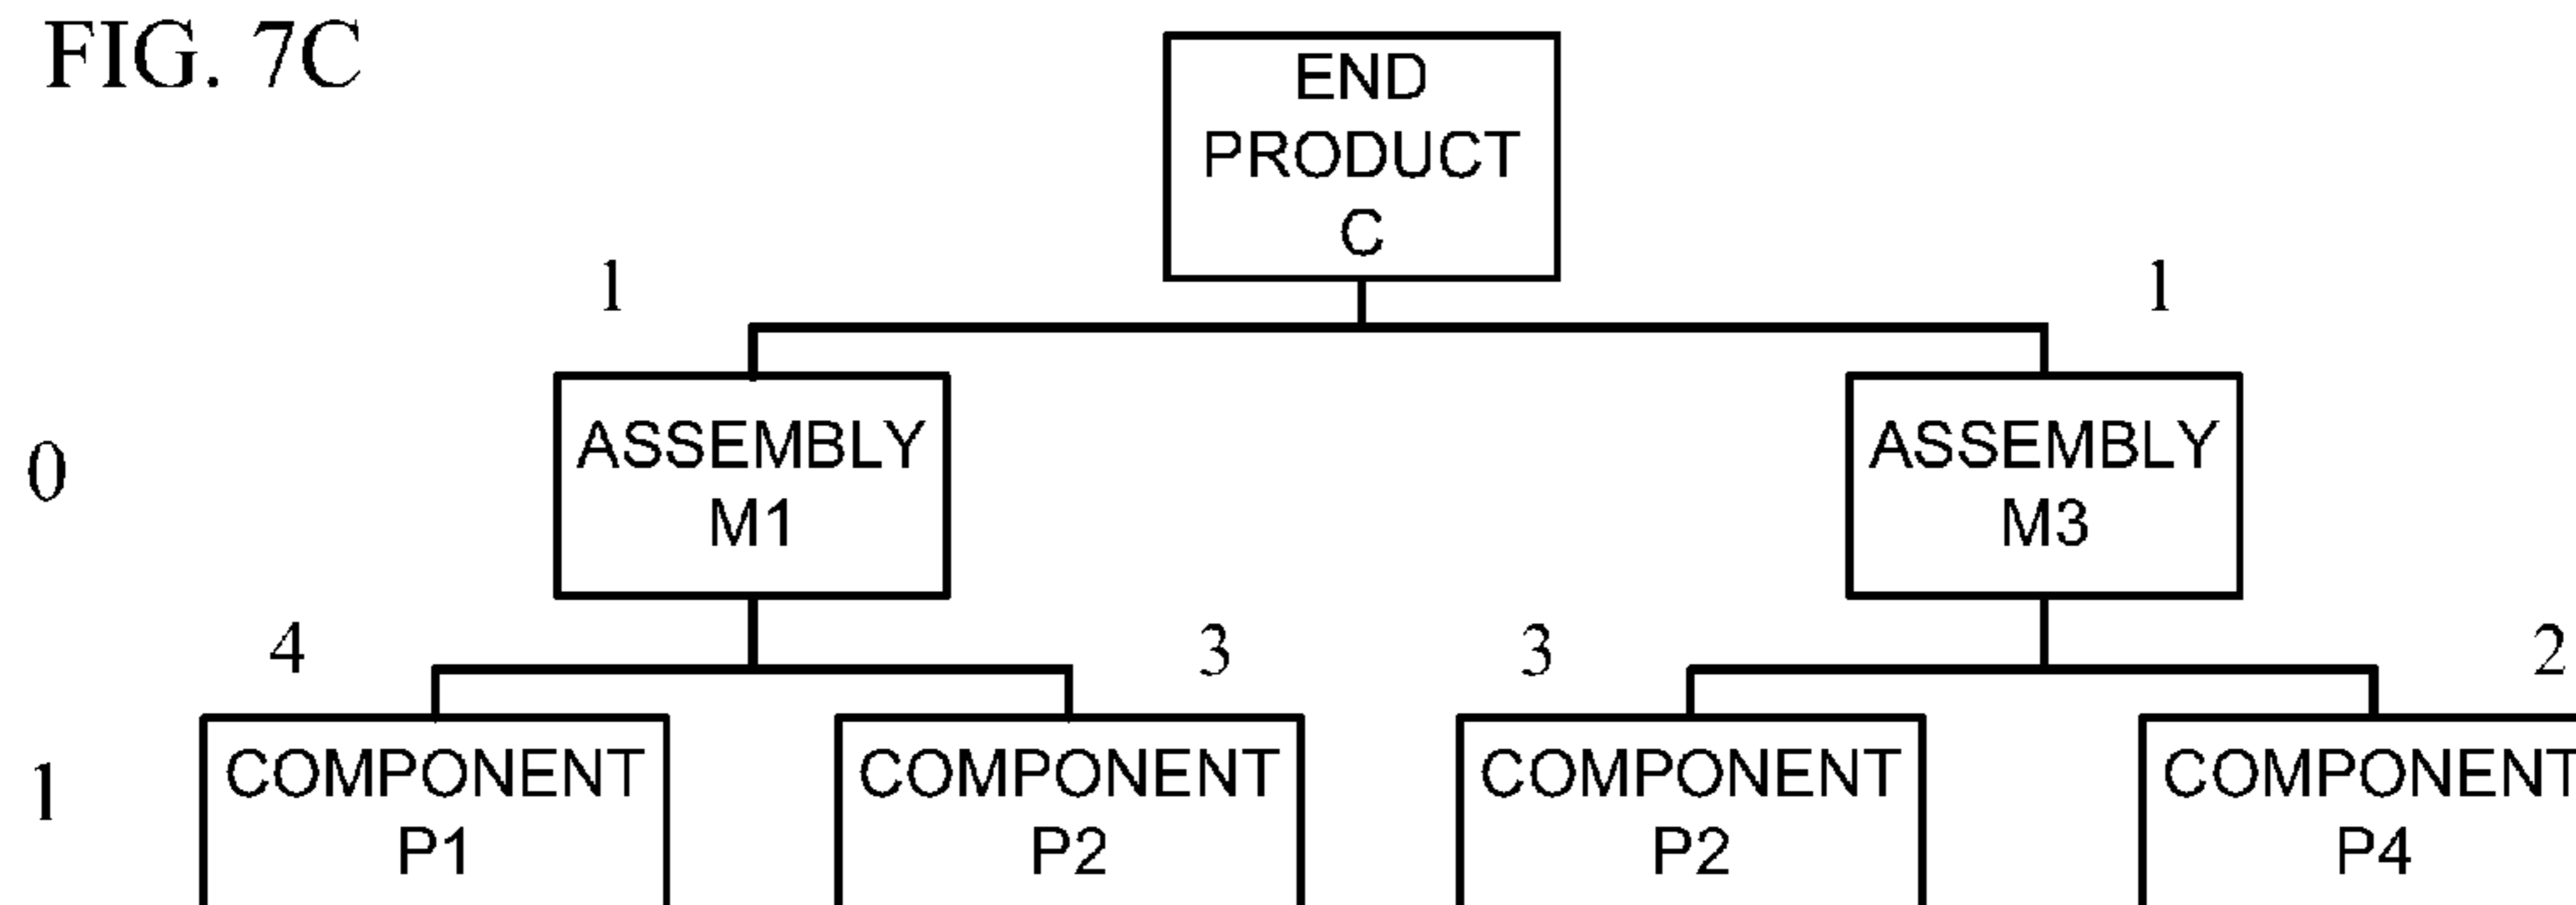 FIG. 7C
END
PRODUCT
C
1
1
0
ASSEMBLY
M1
ASSEMBLY
M3
4
3
3
2
1
COMPONENT
P1
COMPONENT
P2
COMPONENT
P2
COMPONENT
P4